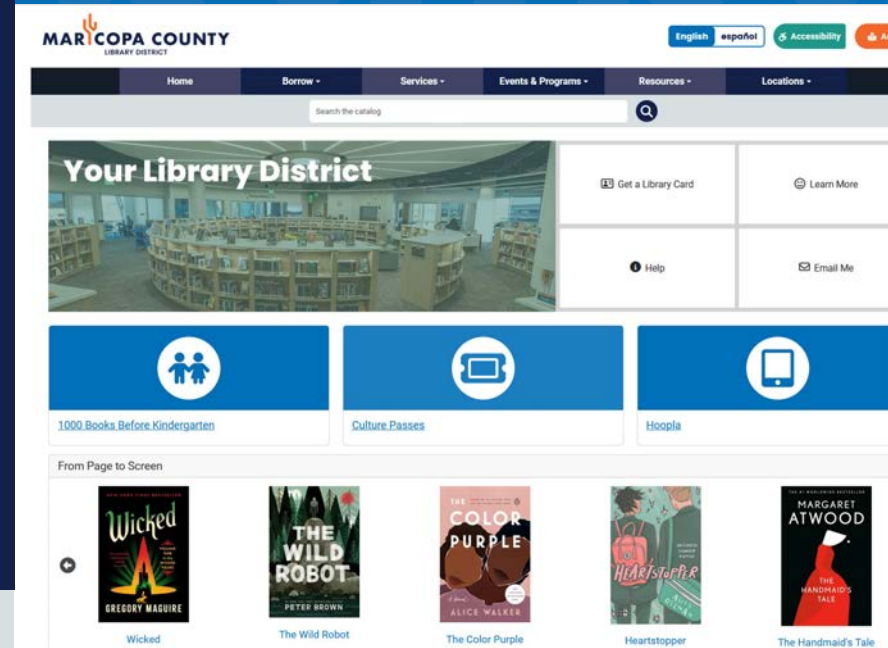 MARICOPA COUNTY
LIBRARY DISTRICT
English español Accessibility
Home Borrow Services Events & Programs Resources Locations
Search the catalog
Your Library District
Get a Library Card
Learn More
Help
Email Me
1000 Books Before Kindergarten
Culture Passes
Hoopla
From Page to Screen
Wicked
GREGORY MAGUIRE
THE
WILD
ROBOT
PETER BROWN
THE
COLOR
PURPLE
ALICE WALKER
HEARTSTOPPER
ALICE
OSEMAN
MARGARET
ATWOOD
THE
HANDMAID'S
TALE
Wicked
The Wild Robot
The Color Purple
Heartstopper
The Handmaid's Tale